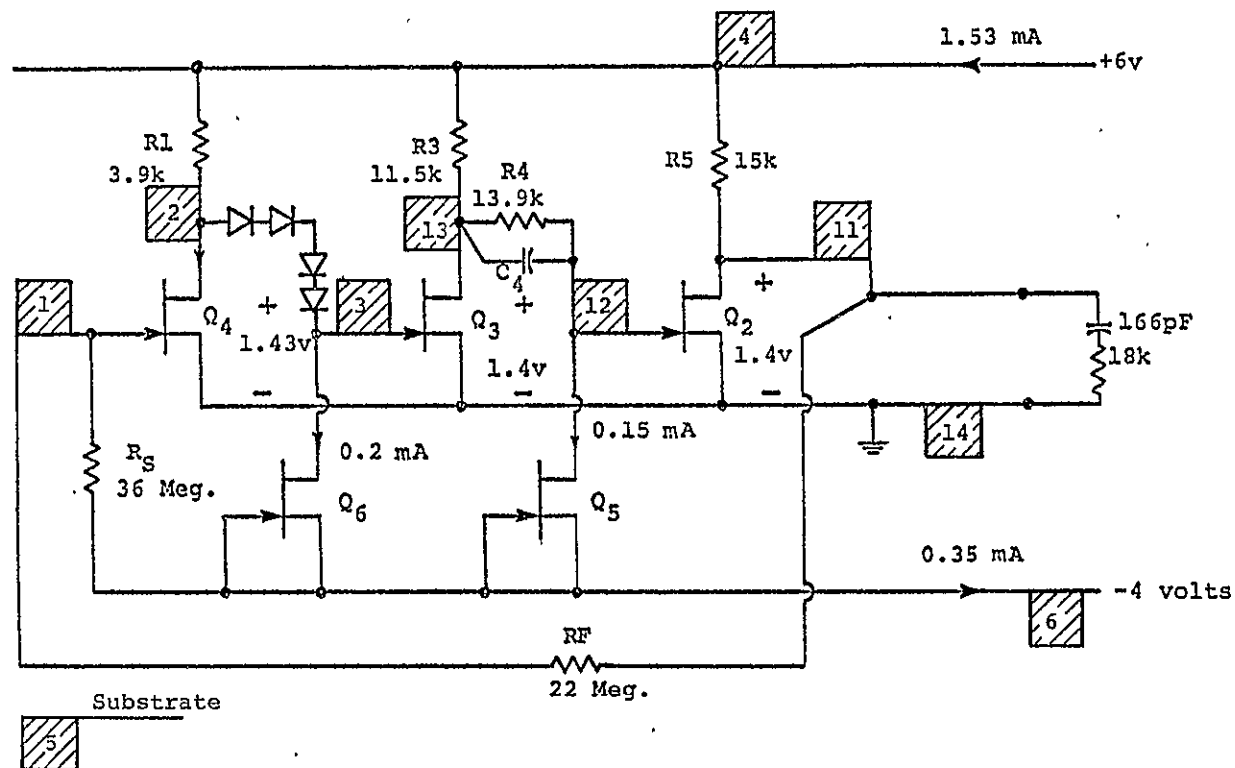 4
1.53 mA
+6v
R1
3.9k
R3
11.5k
R4
13.9k
R5
15k
2
13
11
C4
1
+
Q4
1.43v
3
+
Q3
1.4v
12
+
Q2
1.4v
166pF
18k
-
-
-
14
RS
36 Meg.
0.2 mA
0.15 mA
Q6
Q5
0.35 mA
-4 volts
6
RF
22 Meg.
Substrate
5